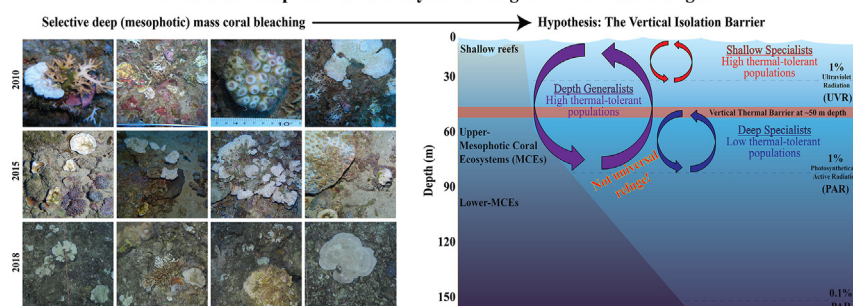 Selective deep (mesophotic) mass coral bleaching
Hypothesis: The Vertical Isolation Barrier
2010
2015
2018
Depth (m)
0
30
60
90
120
150
Shallow reefs
Upper-
Mesophotic Coral
Ecosystems (MCEs)
Lower-MCEs
Depth Generalists
High thermal-tolerant
populations
Not universal
refuge!
Shallow Specialists
High thermal-tolerant
populations
1%
Ultraviolet
Radiation
(UVR)
Vertical Thermal Barrier at ~50 m depth
Deep Specialists
Low thermal-tolerant
populations
1%
Photosynthetica
Active Radiatio
(PAR)
0.1%